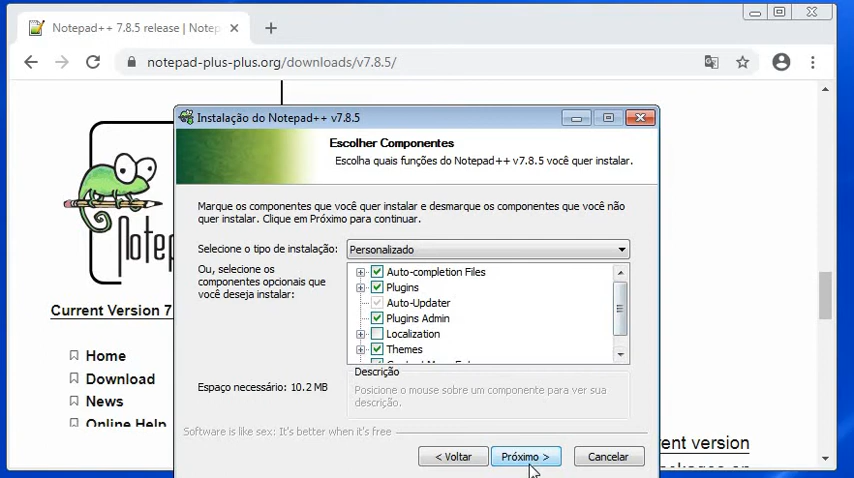 Notepad++ 7.8.5 release | Notep
notepad-plus-plus.org/downloads/v7.8.5/
Instalação do Notepad++ v7.8.5
Escolher Componentes
Escolha quais funções do Notepad++ v7.8.5 você quer instalar.
Marque os componentes que você quer instalar e desmarque os componentes que você não
quer instalar. Clique em Próximo para continuar.
Selecione o tipo de instalação:
Personalizado
Ou, selecione os
componentes opcionais que
você deseja instalar:
Auto-completion Files
Plugins
Auto-Updater
Plugins Admin
Localization
Themes
Espaço necessário: 10.2 MB
Descrição
Posicione o mouse sobre um componente para ver sua
descrição.
Software is like sex: It's better when it's free
< Voltar
Próximo >
Cancelar
Notep
Current Version 7
Home
Download
News
Online Help
ent version